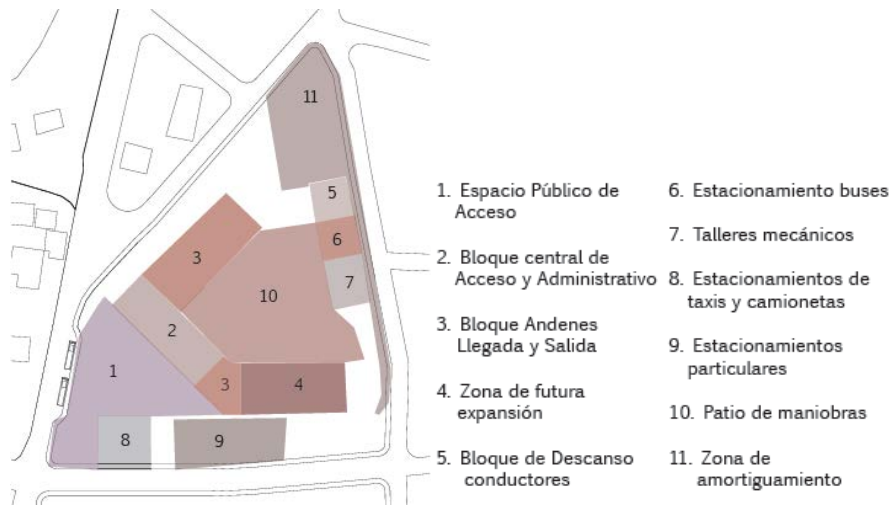 11
5
6
3
7
10
2
1
3
4
8
9
1. Espacio Público de
Acceso
2. Bloque central de
Acceso y Administrativo
3. Bloque Andenes
Llegada y Salida
4. Zona de futura
expansión
5. Bloque de Descanso
conductores
6. Estacionamiento buses
7. Talleres mecánicos
8. Estacionamientos de
taxis y camionetas
9. Estacionamientos
particulares
10. Patio de maniobras
11. Zona de
amortiguamiento